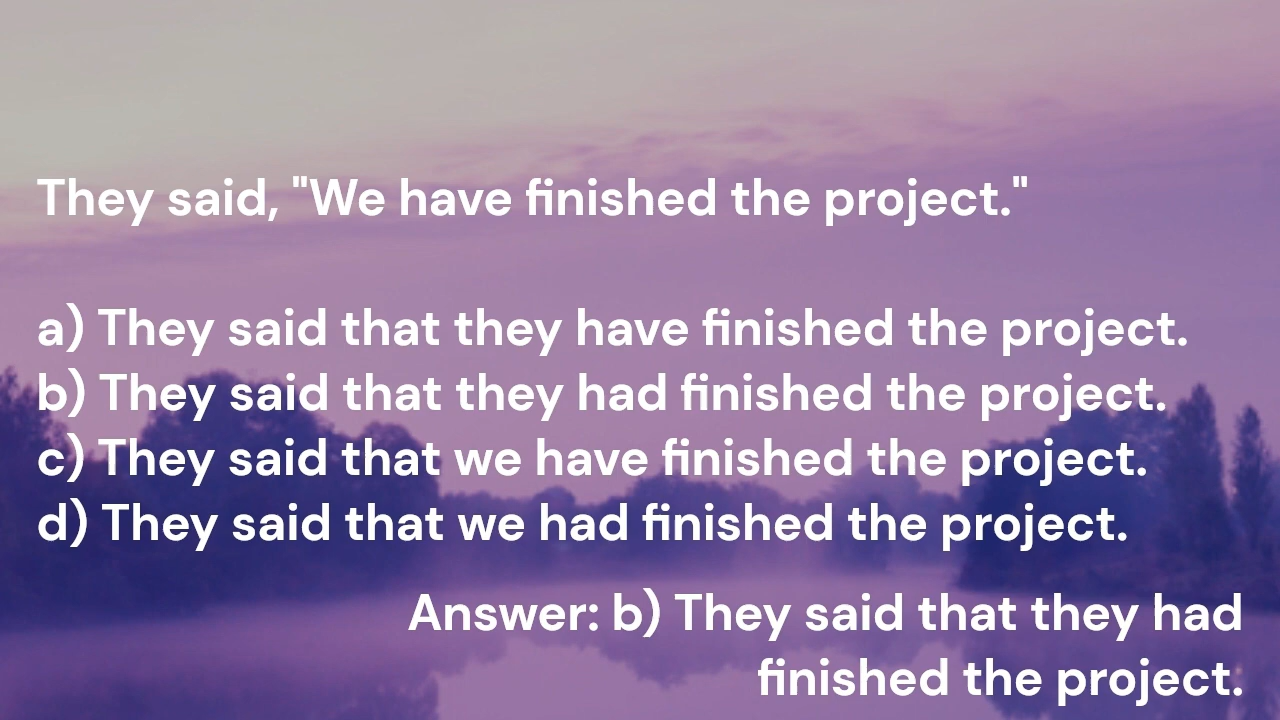 They said, "We have finished the project."
a) They said that they have finished the project.
b) They said that they had finished the project.
c) They said that we have finished the project.
d) They said that we had finished the project.
Answer: b) They said that they had
finished the project.